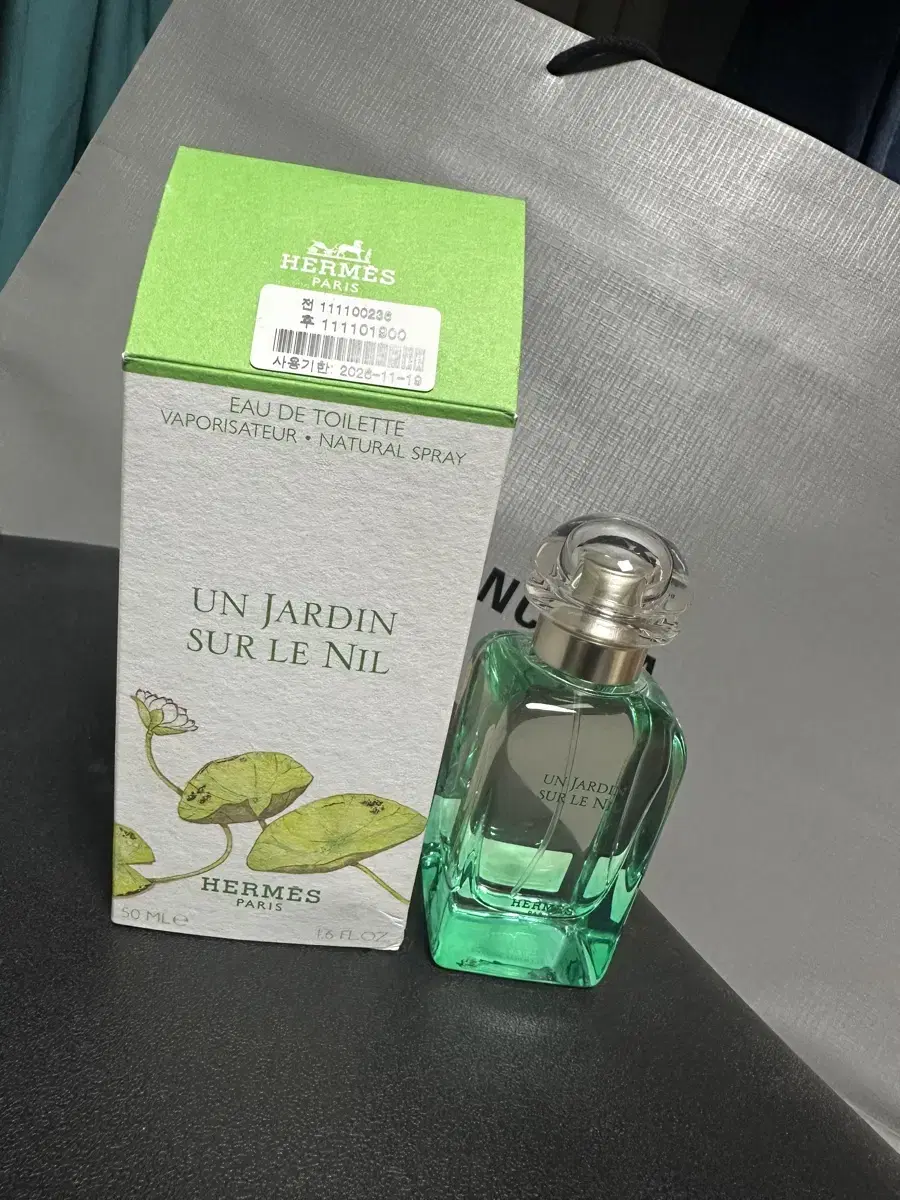 HERMÈS
PARIS
전 111100236
후 111101900
사용기한: 2026-11-19
EAU DE TOILETTE
VAPORISATEUR • NATURAL SPRAY
UN JARDIN
SUR LE NIL
HERMÈS
PARIS
50 ML℮
1.6 FL.OZ
UN JARDIN
SUR LE NIL
HERMÈS